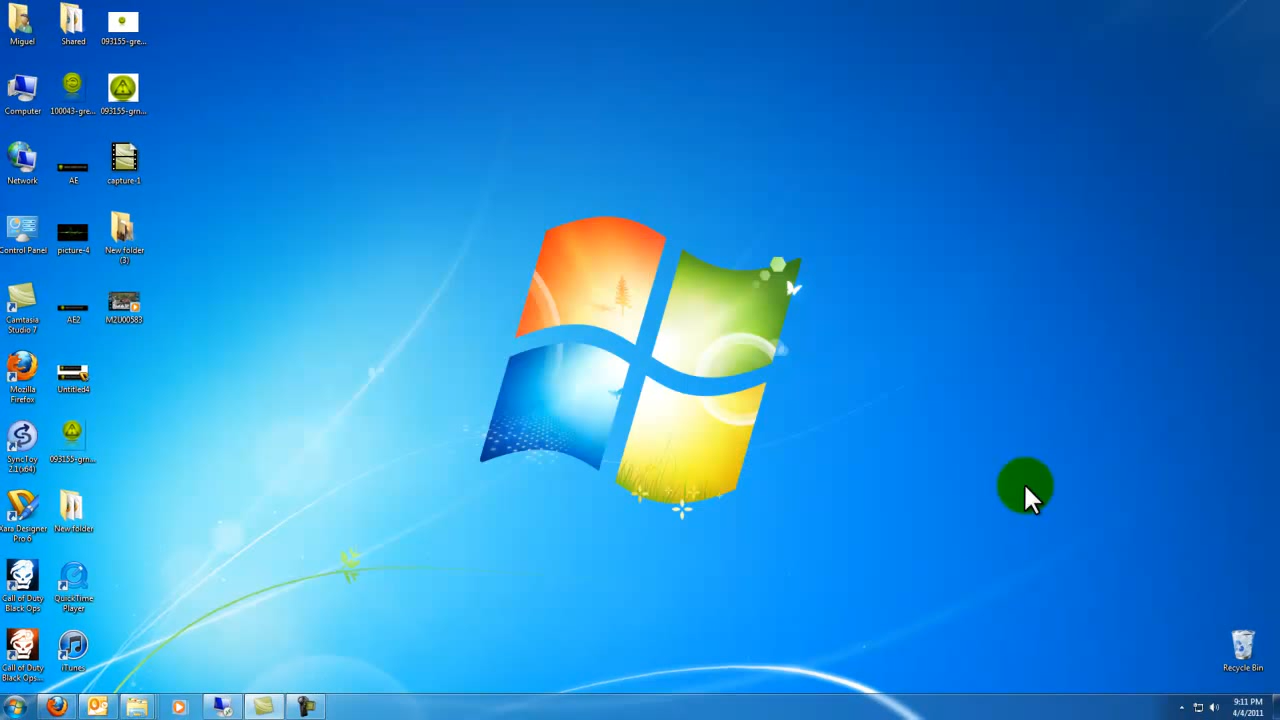 Miguel
Shared
093155-gre...
Computer
100043-gre...
093155-grn...
Network
AE
capture-1
Control Panel
picture-4
New folder
(3)
Camtasia
Studio 7
AE2
M2U00583
Mozilla
Firefox
Untitled4
SyncToy
2.1(x64)
093155-grn...
Xara Designer
Pro 6
New folder
Call of Duty
Black Ops
QuickTime
Player
Call of Duty
Black Ops...
iTunes
Recycle Bin
9:11 PM
4/4/2011